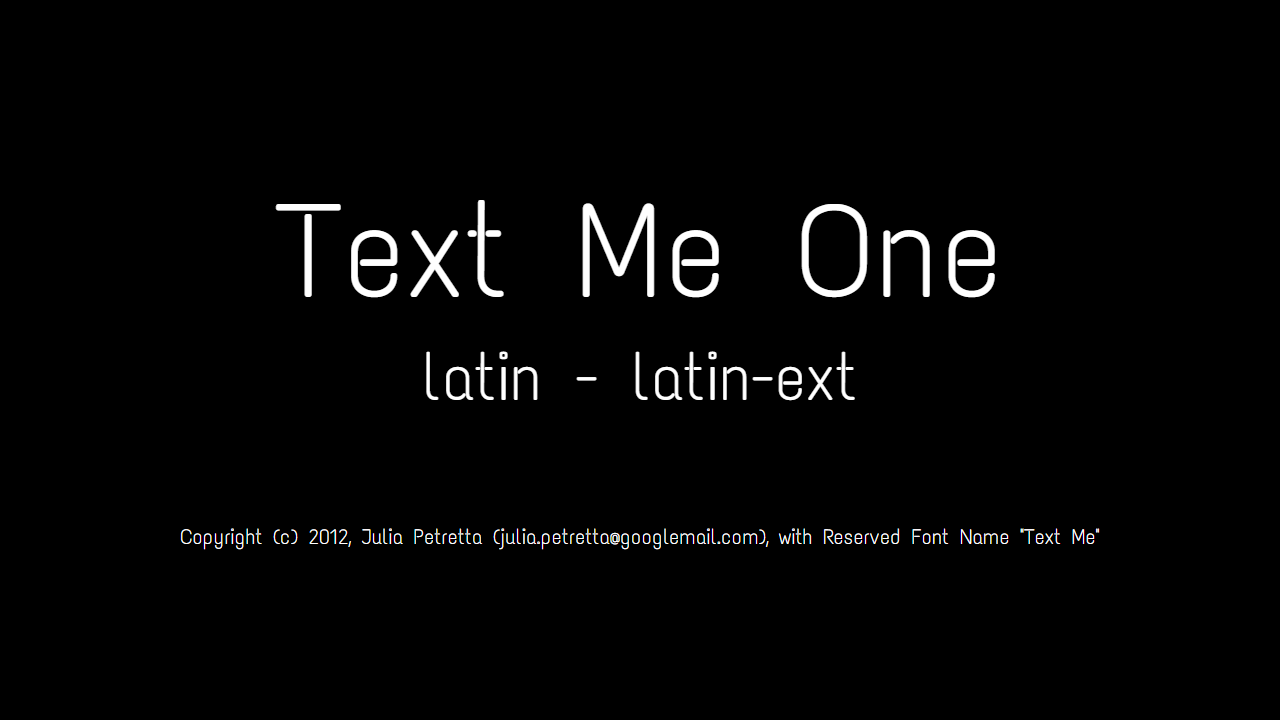 Text Me One
latin - latin-ext
Copyright (c) 2012, Julia Petretta (julia.petretta@googlemail.com), with Reserved Font Name "Text Me"